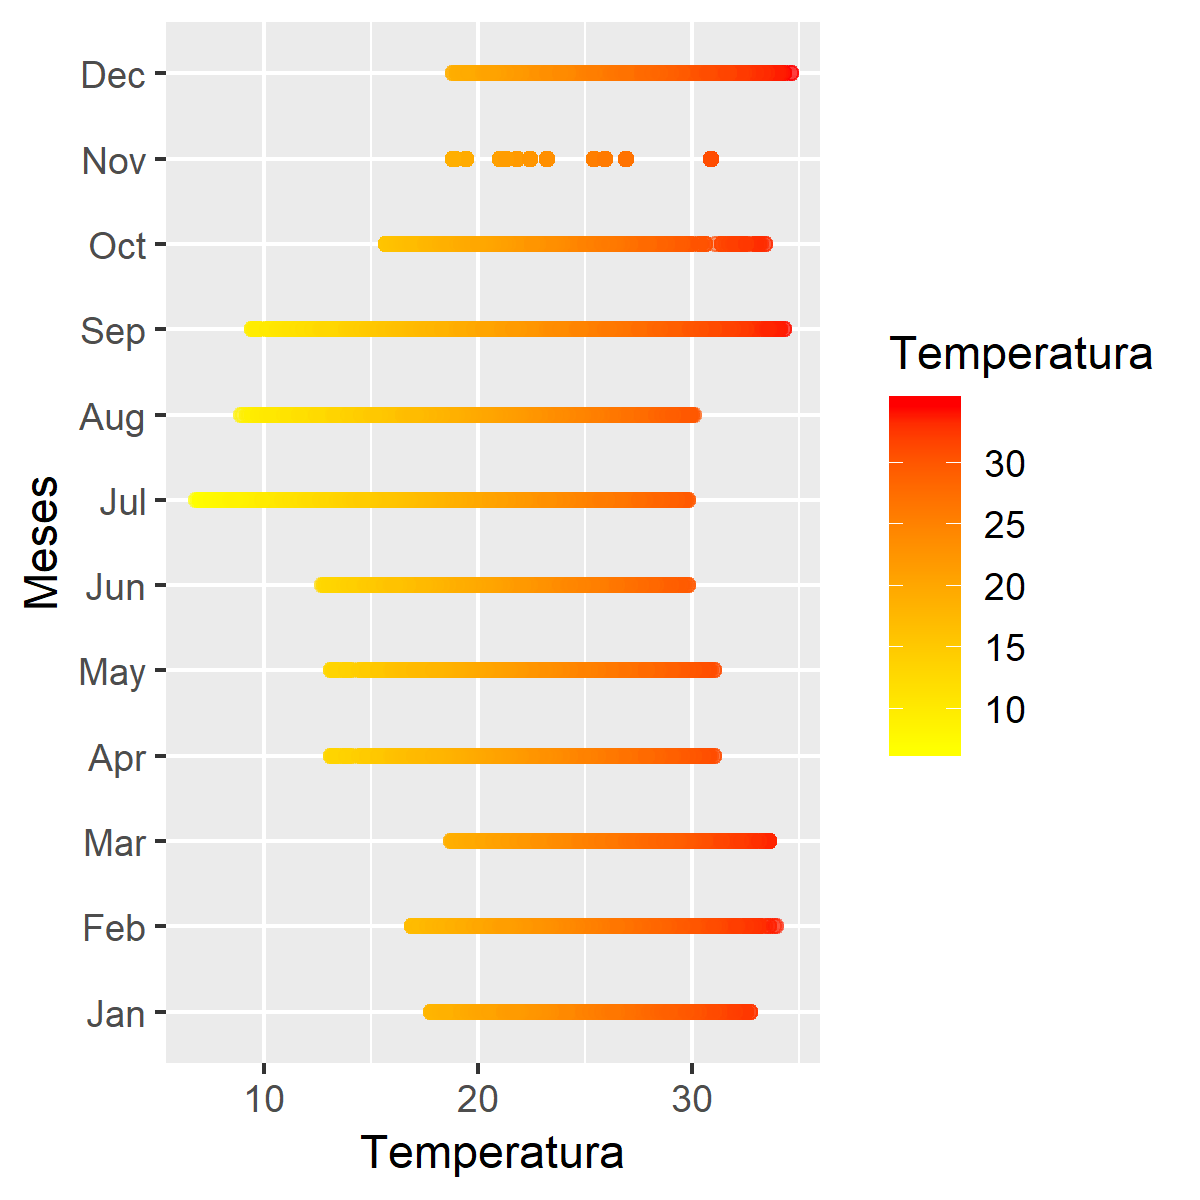 Meses
Dec
Nov
Oct
Sep
Aug
Jul
Jun
May
Apr
Mar
Feb
Jan
10 20 30
Temperatura
Temperatura
30
25
20
15
10